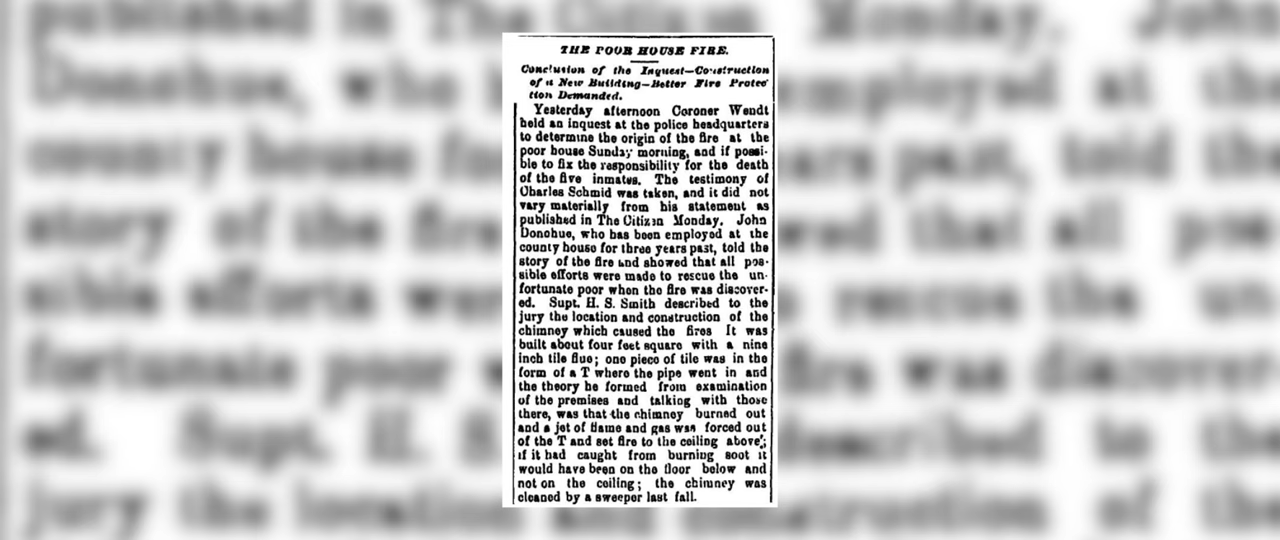 THE POOR HOUSE FIRE.
Conclusion of the Inquest—Construction
of a New Building—Better Fire Protec-
tion Demanded.
Yesterday afternoon Coroner Wendt
held an inquest at the police headquarters
to determine the origin of the fire at the
poor house Sunday morning, and if possi-
ble to fix the responsibility for the death
of the five inmates. The testimony of
Charles Schmid was taken, and it did not
vary materially from his statement as
published in The Citizen Monday. John
Donohue, who has been employed at the
county house for three years past, told the
story of the fire and showed that all pos-
sible efforts were made to rescue the un-
fortunate poor when the fire was discover-
ed. Supt. H. S. Smith described to the
jury the location and construction of the
chimney which caused the fires It was
built about four feet square with a nine
inch tile flue; one piece of tile was in the
form of a T where the pipe went in and
the theory he formed from examination
of the premises and talking with those
there, was that the chimney burned out
and a jet of flame and gas was forced out
of the T and set fire to the ceiling above;
if it had caught from burning soot it
would have been on the floor below and
not on the ceiling; the chimney was
cleaned by a sweeper last fall.